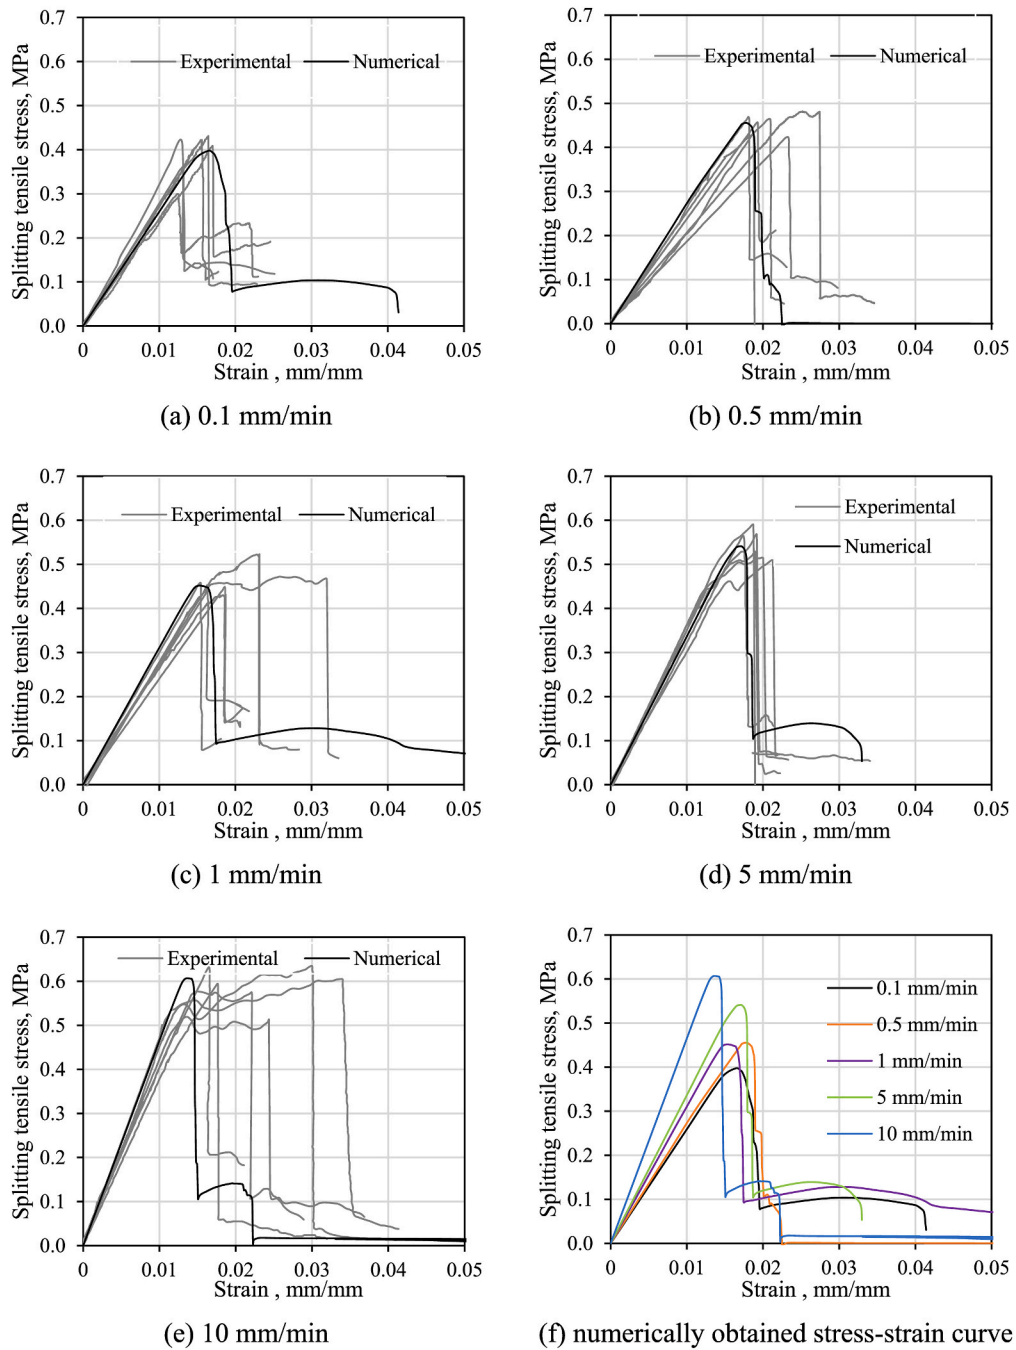 0.7
0.6
0.5
0.4
0.3
0.2
0.1
0.0
Splitting tensile stress, MPa
Experimental Numerical
0 0.01 0.02 0.03 0.04 0.05
Strain , mm/mm
(a) 0.1 mm/min
0.7
0.6
0.5
0.4
0.3
0.2
0.1
0.0
Splitting tensile stress, MPa
Experimental Numerical
0 0.01 0.02 0.03 0.04 0.05
Strain , mm/mm
(b) 0.5 mm/min
0.7
0.6
0.5
0.4
0.3
0.2
0.1
0.0
Splitting tensile stress, MPa
Experimental Numerical
0 0.01 0.02 0.03 0.04 0.05
Strain , mm/mm
(c) 1 mm/min
0.7
0.6
0.5
0.4
0.3
0.2
0.1
0.0
Splitting tensile stress, MPa
Experimental
Numerical
0 0.01 0.02 0.03 0.04 0.05
Strain , mm/mm
(d) 5 mm/min
0.7
0.6
0.5
0.4
0.3
0.2
0.1
0.0
Splitting tensile stress, MPa
Experimental Numerical
0 0.01 0.02 0.03 0.04 0.05
Strain , mm/mm
(e) 10 mm/min
0.7
0.6
0.5
0.4
0.3
0.2
0.1
0.0
Splitting tensile stress, MPa
0.1 mm/min
0.5 mm/min
1 mm/min
5 mm/min
10 mm/min
0 0.01 0.02 0.03 0.04 0.05
Strain , mm/mm
(f) numerically obtained stress-strain curve